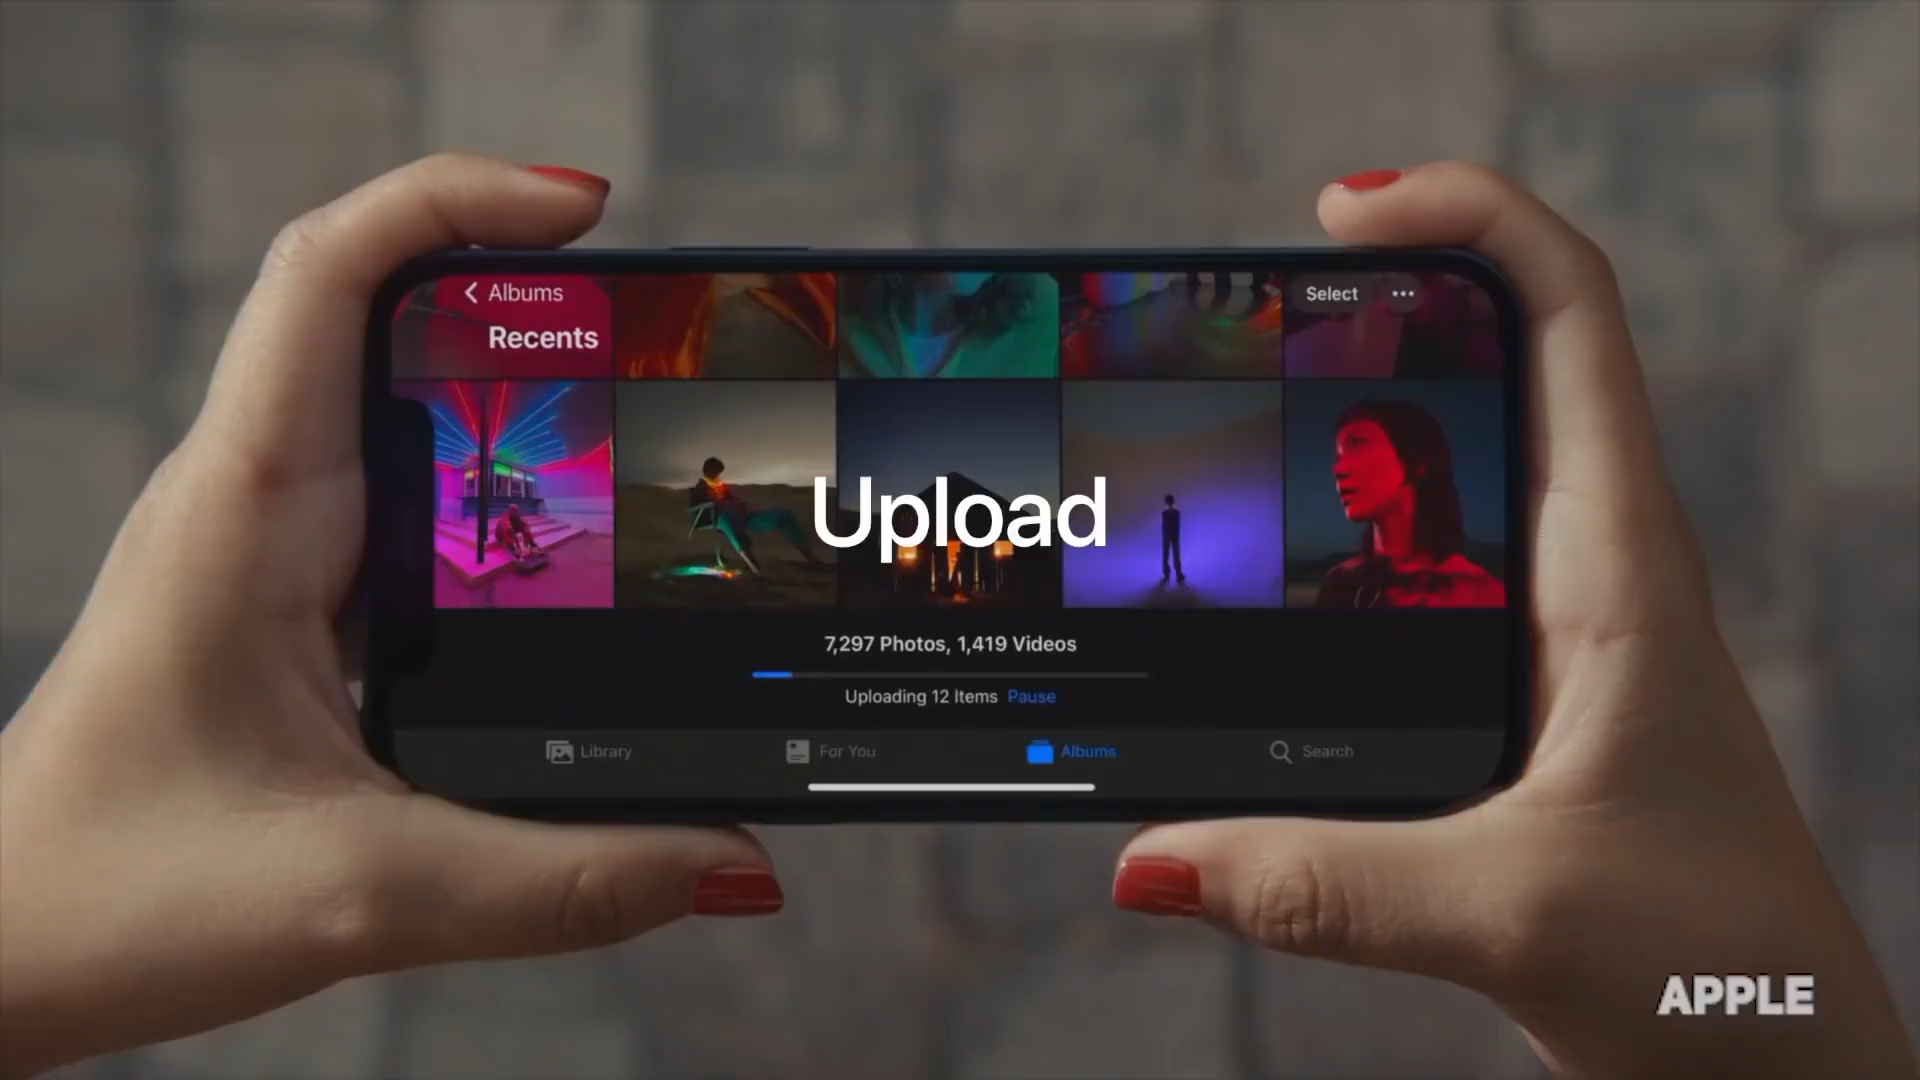 Albums
Select
Recents
Upload
7,297 Photos, 1,419 Videos
Uploading 12 Items Pause
Library
For You
Albums
Search
APPLE